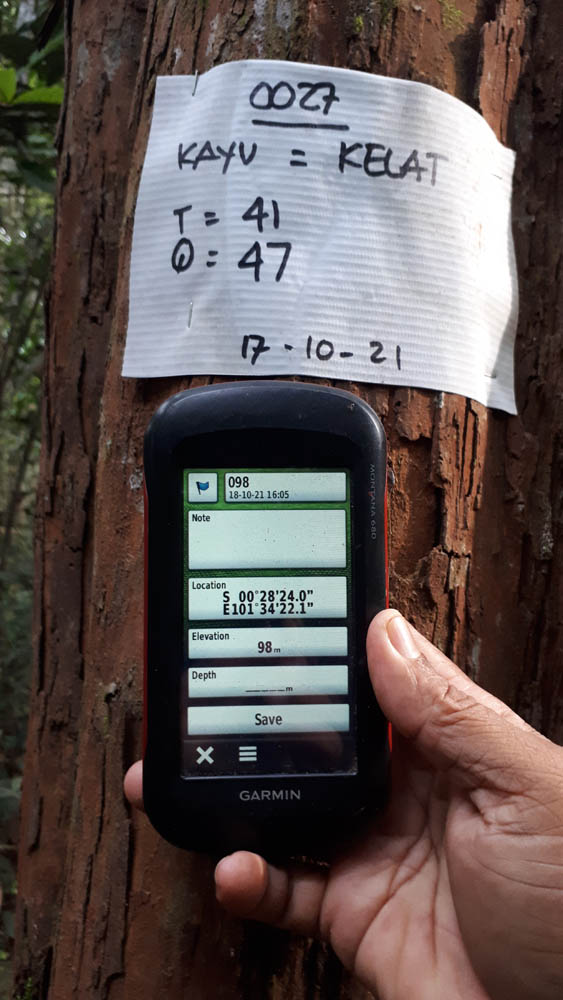 0027
KAYU = KELAT
T = 41
Ø = 47
17-10-21
MONTANA 680
098
18-10-21 16:05
Note
Location
S 00°28'24.0"
E101°34'22.1"
Elevation
98 m
Depth
_____m
Save
GARMIN